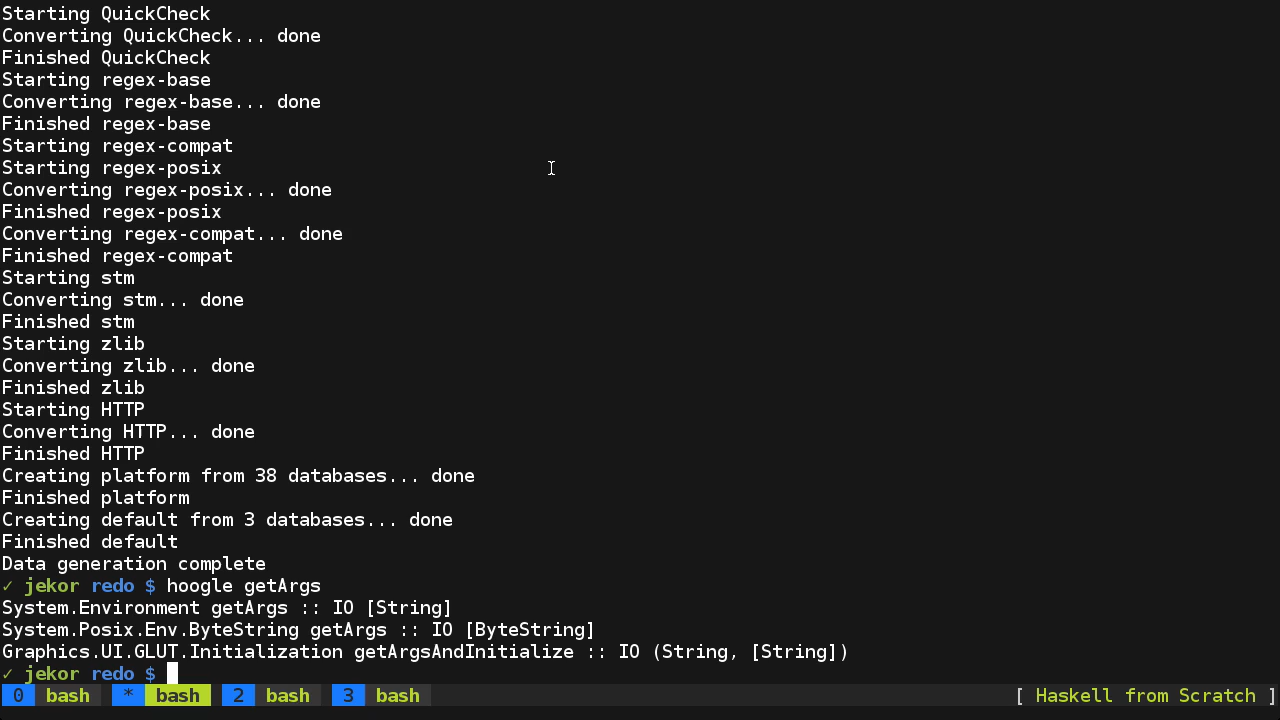 Starting QuickCheck
Converting QuickCheck... done
Finished QuickCheck
Starting regex-base
Converting regex-base... done
Finished regex-base
Starting regex-compat
Starting regex-posix
Converting regex-posix... done
Finished regex-posix
Converting regex-compat... done
Finished regex-compat
Starting stm
Converting stm... done
Finished stm
Starting zlib
Converting zlib... done
Finished zlib
Starting HTTP
Converting HTTP... done
Finished HTTP
Creating platform from 38 databases... done
Finished platform
Creating default from 3 databases... done
Finished default
Data generation complete
✓ jekor redo $ hoogle getArgs
System.Environment getArgs :: IO [String]
System.Posix.Env.ByteString getArgs :: IO [ByteString]
Graphics.UI.GLUT.Initialization getArgsAndInitialize :: IO (String, [String])
✓ jekor redo $
0 bash * bash 2 bash 3 bash [ Haskell from Scratch ]